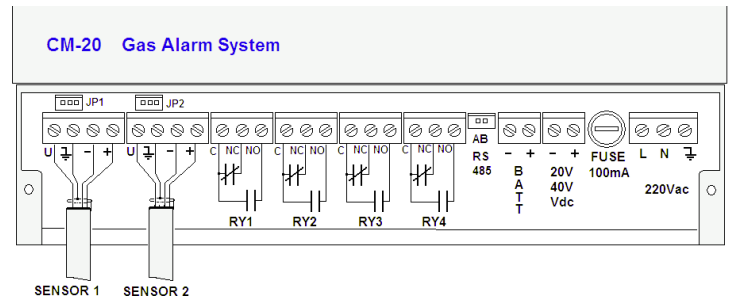 CM-20 Gas Alarm System
JP1 JP2
U - + U - + C NC NO C NC NO C NC NO C NC NO
AB
RS
485
- +
B
A
T
T
- +
20V
40V
Vdc
FUSE
100mA
L N
220Vac
RY1 RY2 RY3 RY4
SENSOR 1 SENSOR 2